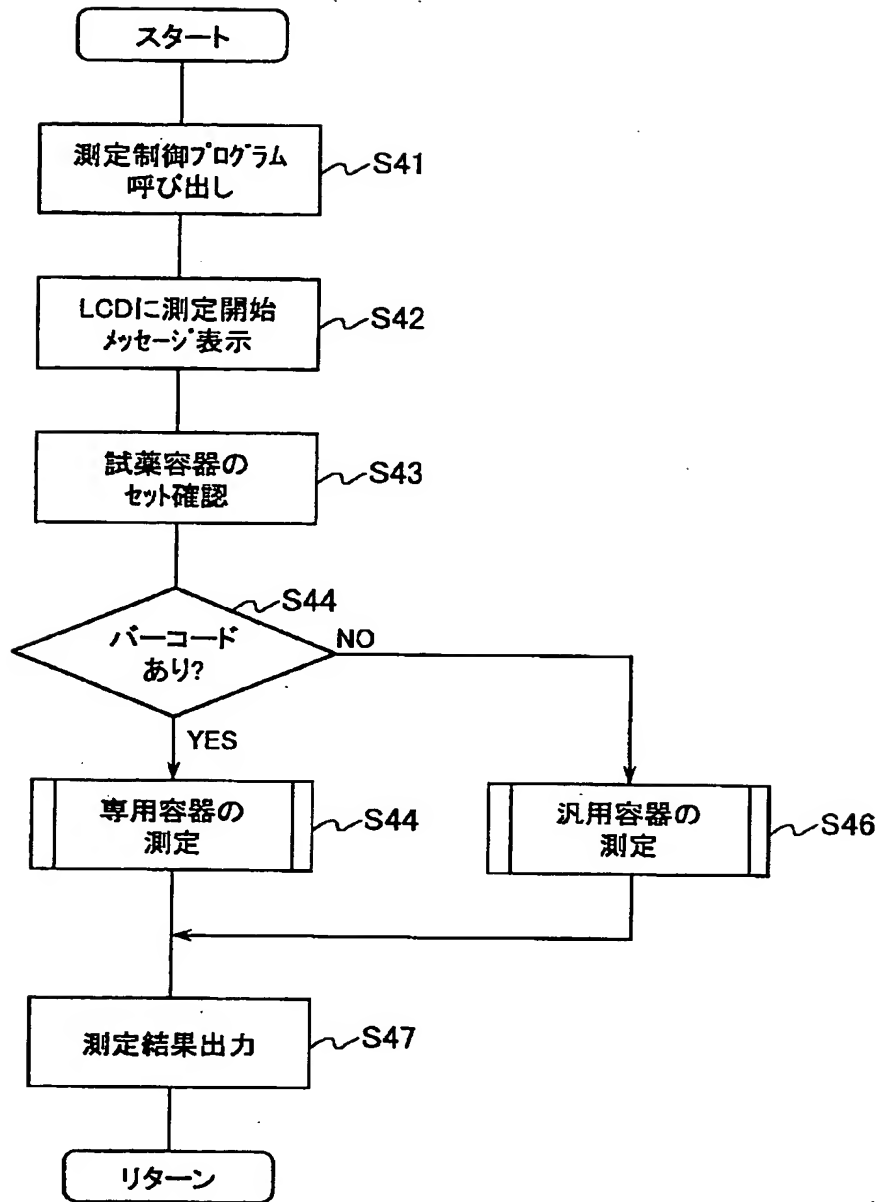 スタート
測定制御プログラム
呼び出し
S41
LCDに測定開始
メッセージ表示
S42
試薬容器の
セット確認
S43
S44
バーコード
あり?
NO
YES
専用容器の
測定
S44
汎用容器の
測定
S46
測定結果出力
S47
リターン